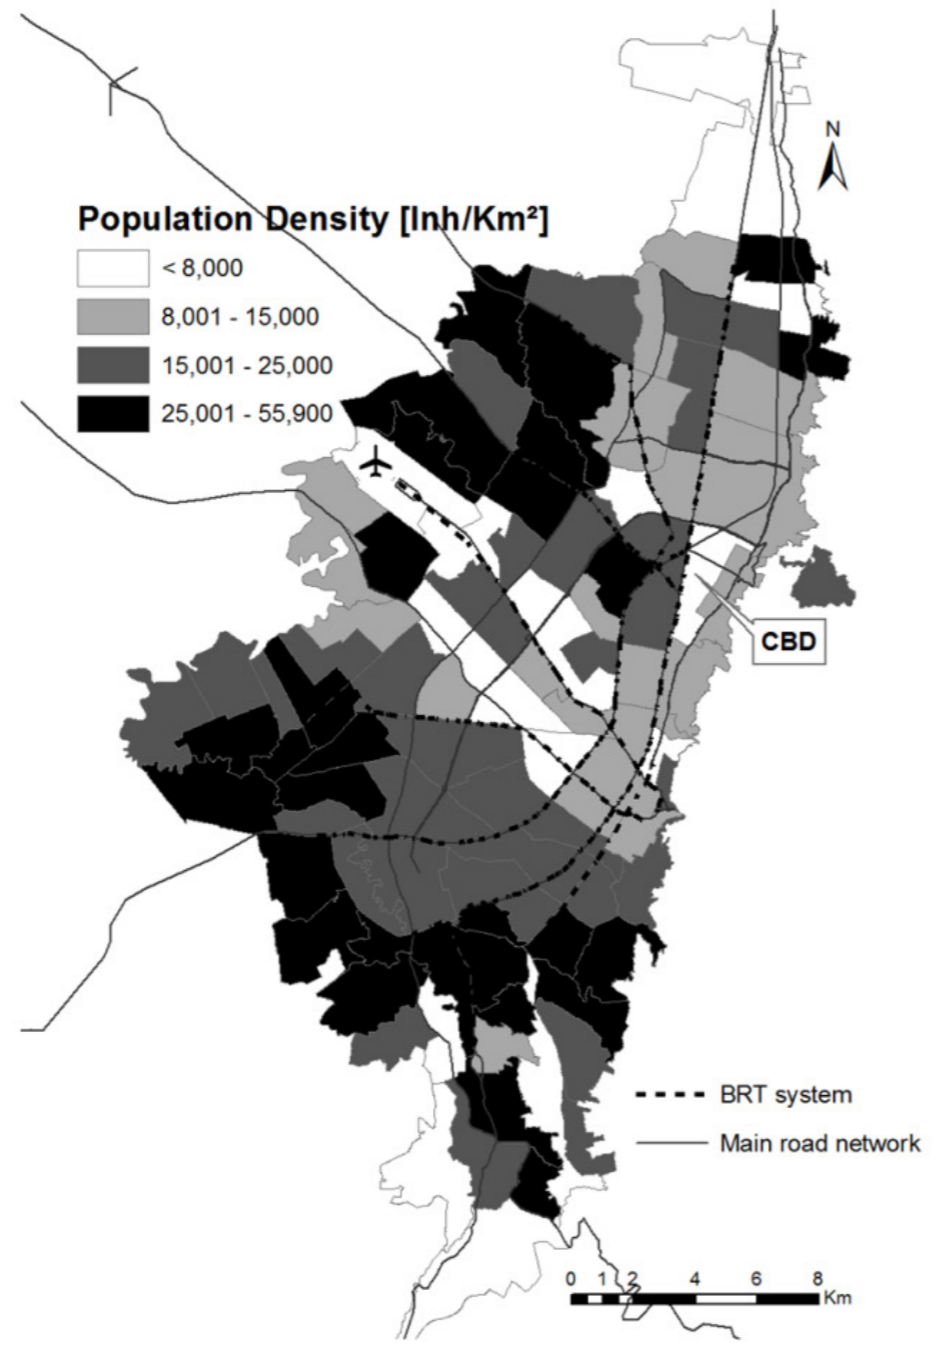 N
Population Density [Inh/Km²]
< 8,000
8,001 - 15,000
15,001 - 25,000
25,001 - 55,900
CBD
BRT system
Main road network
0 1 2 4 6 8
Km